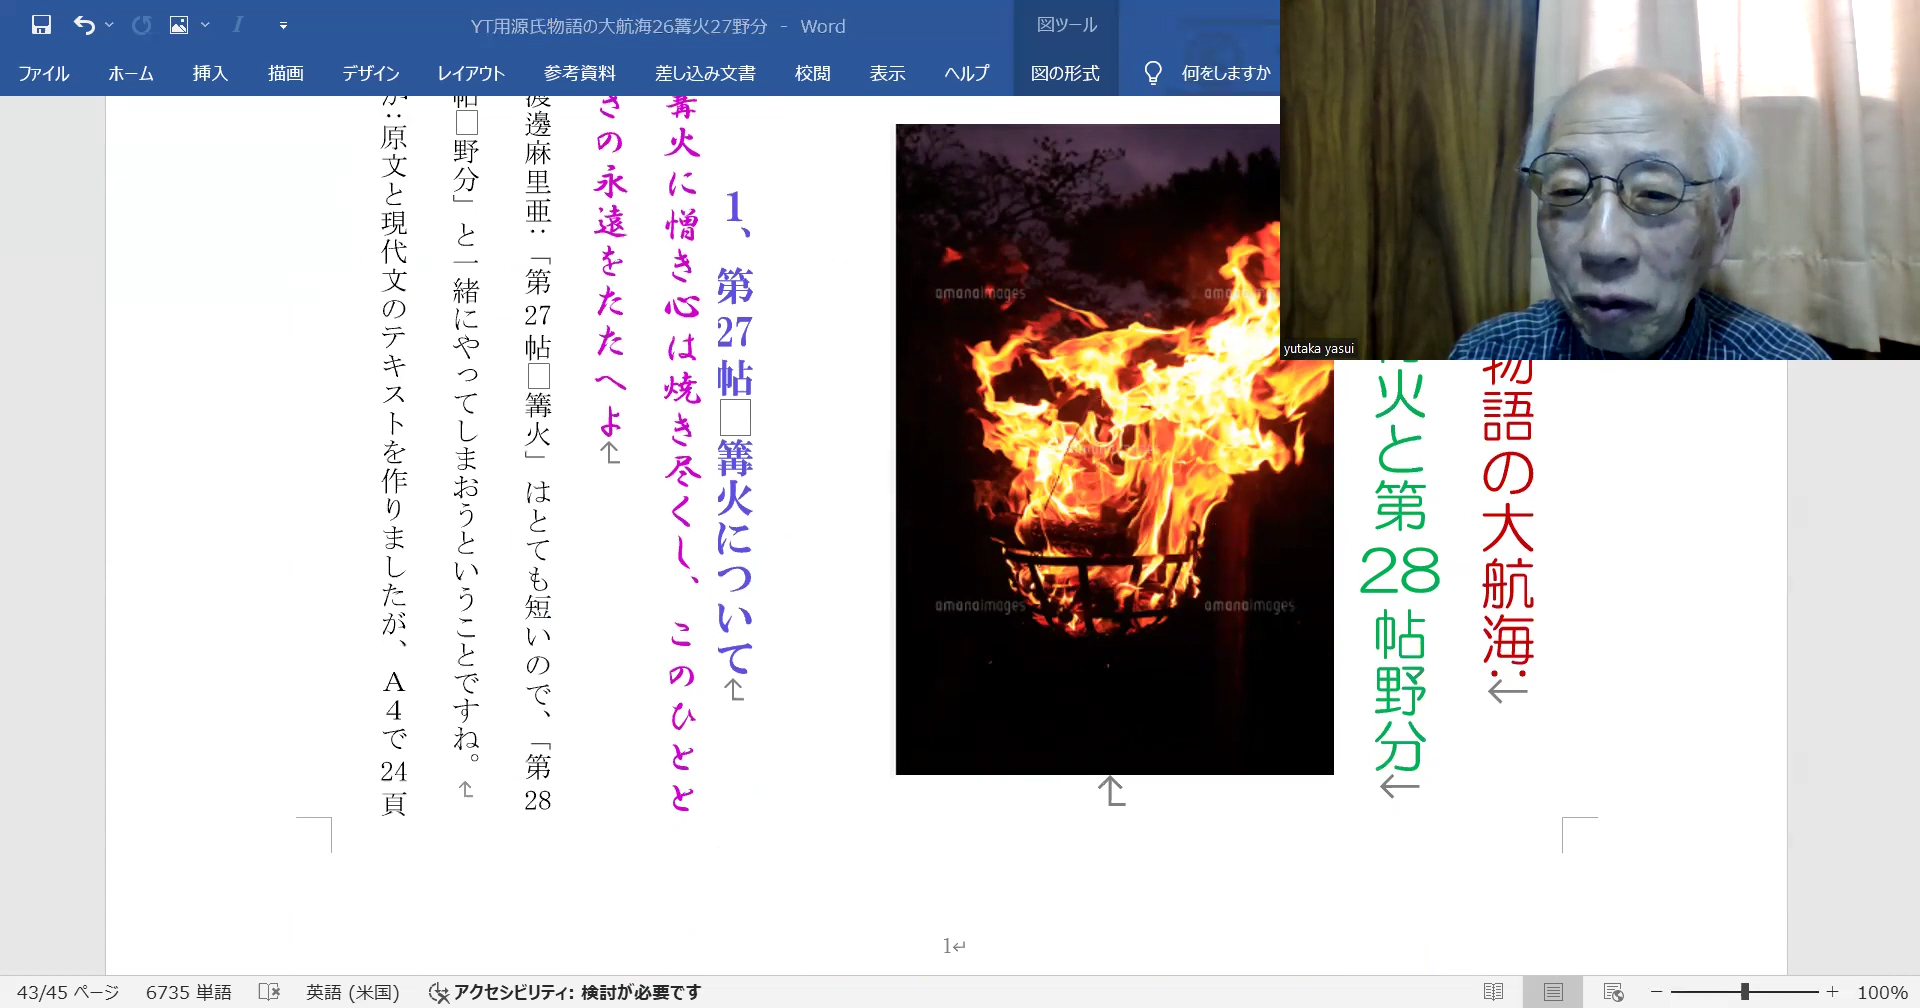 YT用源氏物語の大航海26篝火27野分 - Word
図ツール
ファイル ホーム 挿入 描画 デザイン レイアウト 参考資料 差し込み文書 校閲 表示 ヘルプ 図の形式 何をしますか
yutaka yasui
物語の大航海:
火と第28帖野分
amanaimages
amanaimages
amanaimages
1、第27帖□篝火について
篝火に憎き心は焼き尽くし、このひとと
きの永遠をたたへよ
渡邊麻里亜:「第27帖□篝火」はとても短いので、「第28
帖□野分」と一緒にやってしまおうということですね。
が:原文と現代文のテキストを作りましたが、A4で24頁
1
43/45 ページ 6735 単語 英語 (米国) アクセシビリティ: 検討が必要です 100%